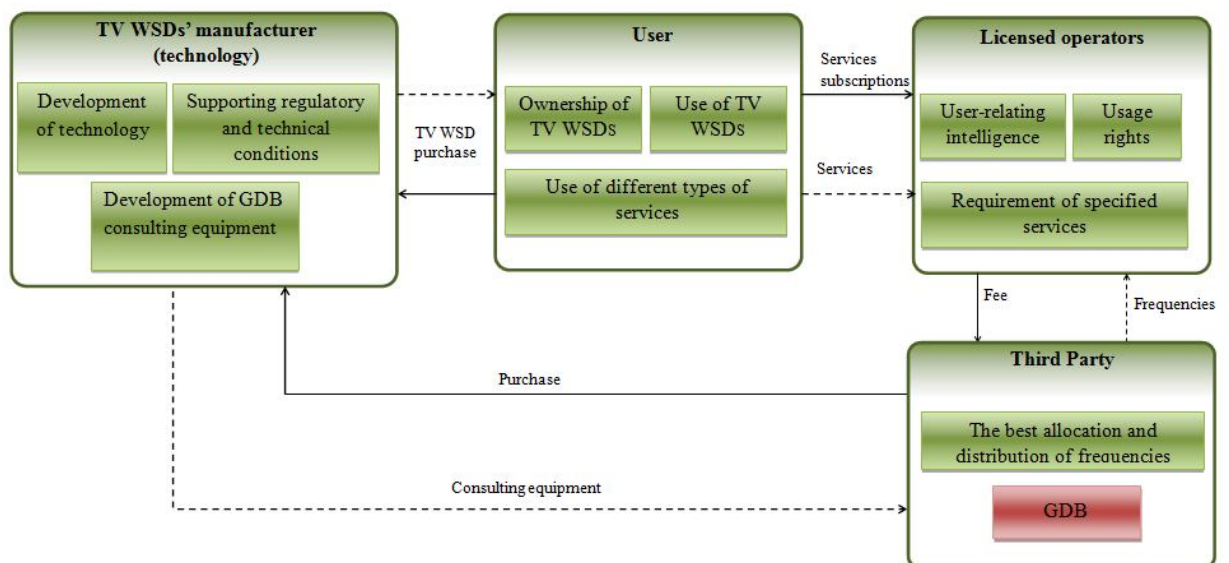 TV WSDs' manufacturer
(technology)
Development
of technology
Supporting regulatory
and technical
conditions
Development of GDB
consulting equipment
TV WSD
purchase
User
Ownership of
TV WSDs
Use of TV
WSDs
Use of different types of
services
Services
subscriptions
Services
Licensed operators
User-relating
intelligence
Usage
rights
Requirement of specified
services
Fee
Frequencies
Third Party
The best allocation and
distribution of frequencies
GDB
Purchase
Consulting equipment